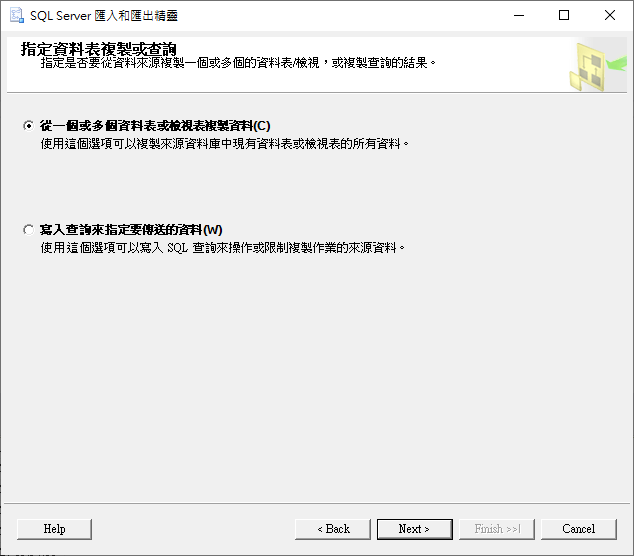 SQL Server 匯入和匯出精靈
指定資料表複製或查詢
指定是否要從資料來源複製一個或多個的資料表/檢視，或複製查詢的結果。
從一個或多個資料表或檢視表複製資料(C)
使用這個選項可以複製來源資料庫中現有資料表或檢視表的所有資料。
寫入查詢來指定要傳送的資料(W)
使用這個選項可以寫入 SQL 查詢來操作或限制複製作業的來源資料。
Help
< Back
Next >
Finish >>|
Cancel